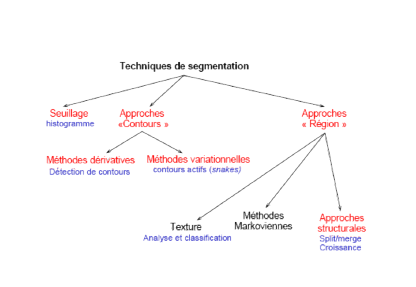 Techniques de segmentation
Seuillage
histogramme
Approches
«Contours »
Approches
« Région »
Méthodes dérivatives
Détection de contours
Méthodes variationnelles
contours actifs (snakes)
Texture
Analyse et classification
Méthodes
Markoviennes
Approches
structurales
Split/merge
Croissance